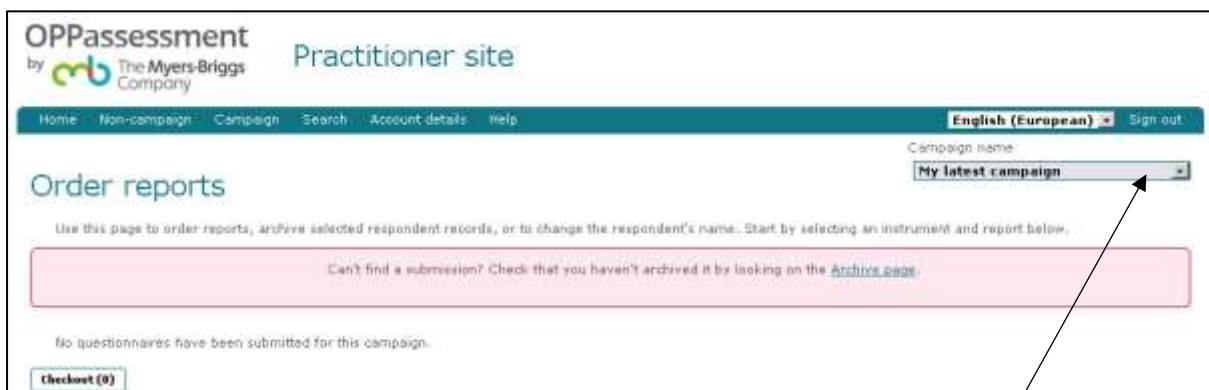 OPPassessment
by The Myers-Briggs Company
Practitioner site
Home Non-campaign Campaign Search Account details Help English (European) Sign out
Campaign name
My latest campaign
Order reports
Use this page to order reports, archive selected respondent records, or to change the respondent's name. Start by selecting an instrument and report below.
Can't find a submission? Check that you haven't archived it by looking on the Archive page.
No questionnaires have been submitted for this campaign.
Checkout (0)